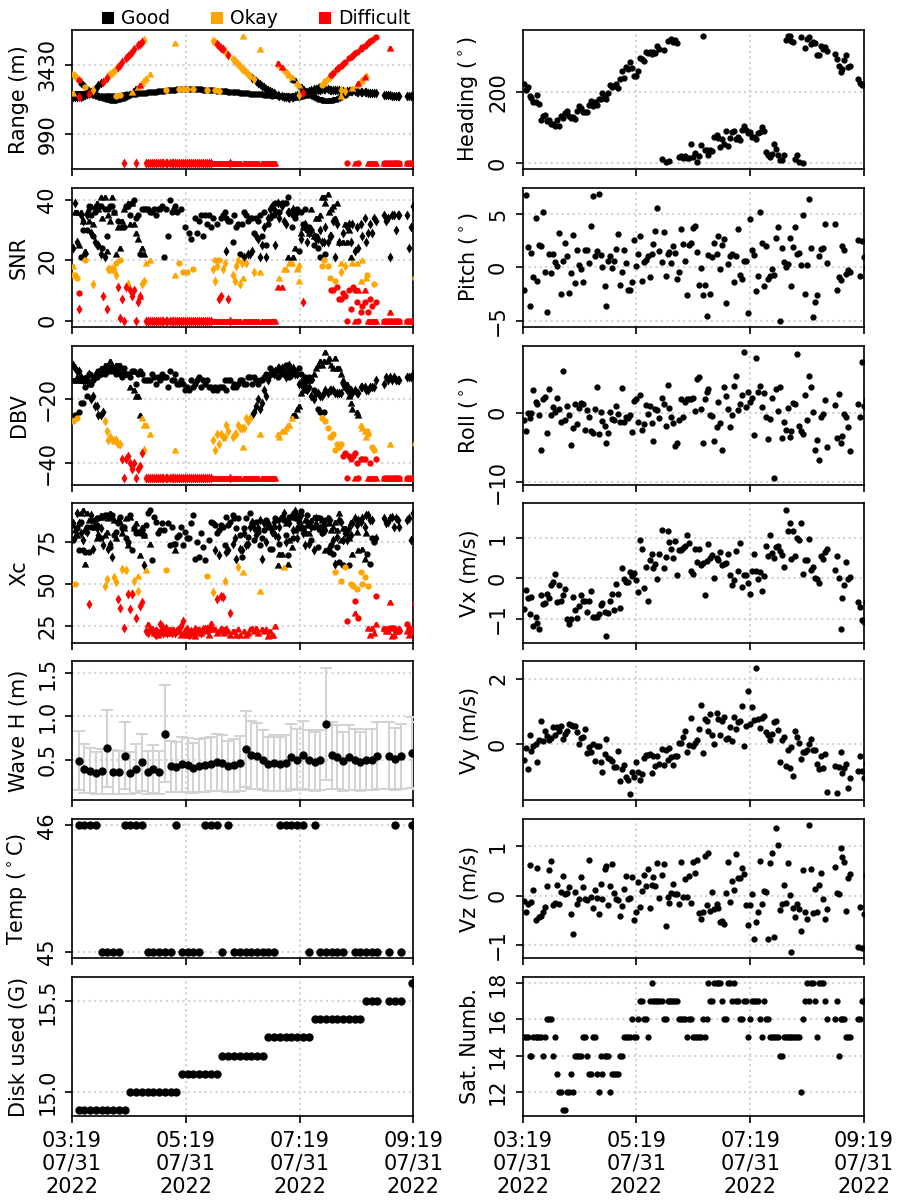 Good Okay Difficult
Range (m)
3430
990
Heading (°)
200
0
SNR
40
20
0
Pitch (°)
5
0
−5
DBV
−20
−40
Roll (°)
0
−10
Xc
75
50
25
Vx (m/s)
1
0
−1
Wave H (m)
1.5
1.0
0.5
Vy (m/s)
2
0
Temp (°C)
46
45
Vz (m/s)
1
0
−1
Disk used (G)
15.5
15.0
Sat. Numb.
18
16
14
12
03:19 05:19 07:19 09:19 03:19 05:19 07:19 09:19
07/31 07/31 07/31 07/31 07/31 07/31 07/31 07/31
2022 2022 2022 2022 2022 2022 2022 2022